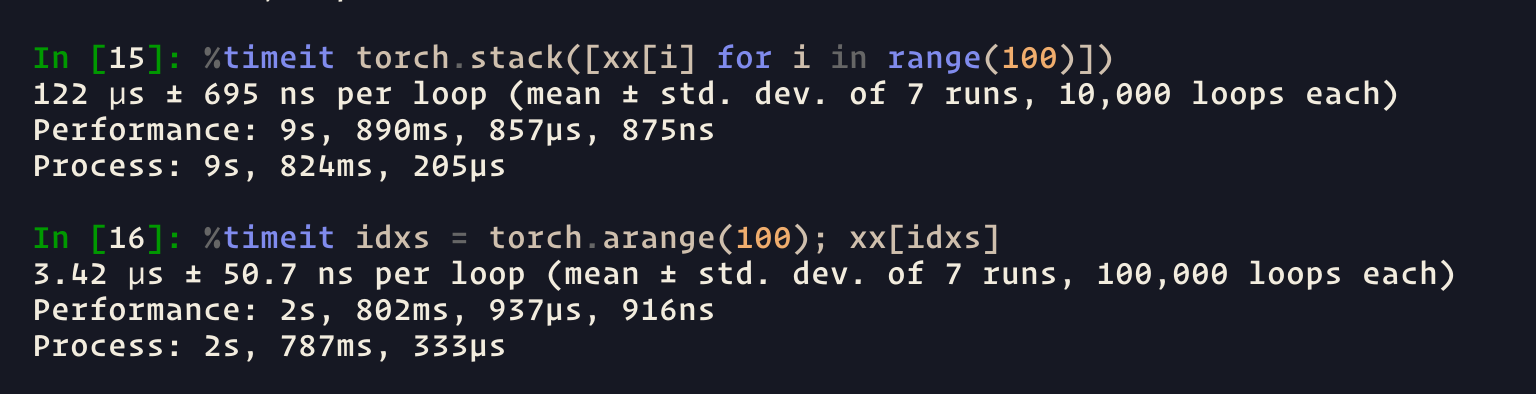 In [15]: %timeit torch.stack([xx[i] for i in range(100)])
122 µs ± 695 ns per loop (mean ± std. dev. of 7 runs, 10,000 loops each)
Performance: 9s, 890ms, 857µs, 875ns
Process: 9s, 824ms, 205µs
In [16]: %timeit idxs = torch.arange(100); xx[idxs]
3.42 µs ± 50.7 ns per loop (mean ± std. dev. of 7 runs, 100,000 loops each)
Performance: 2s, 802ms, 937µs, 916ns
Process: 2s, 787ms, 333µs